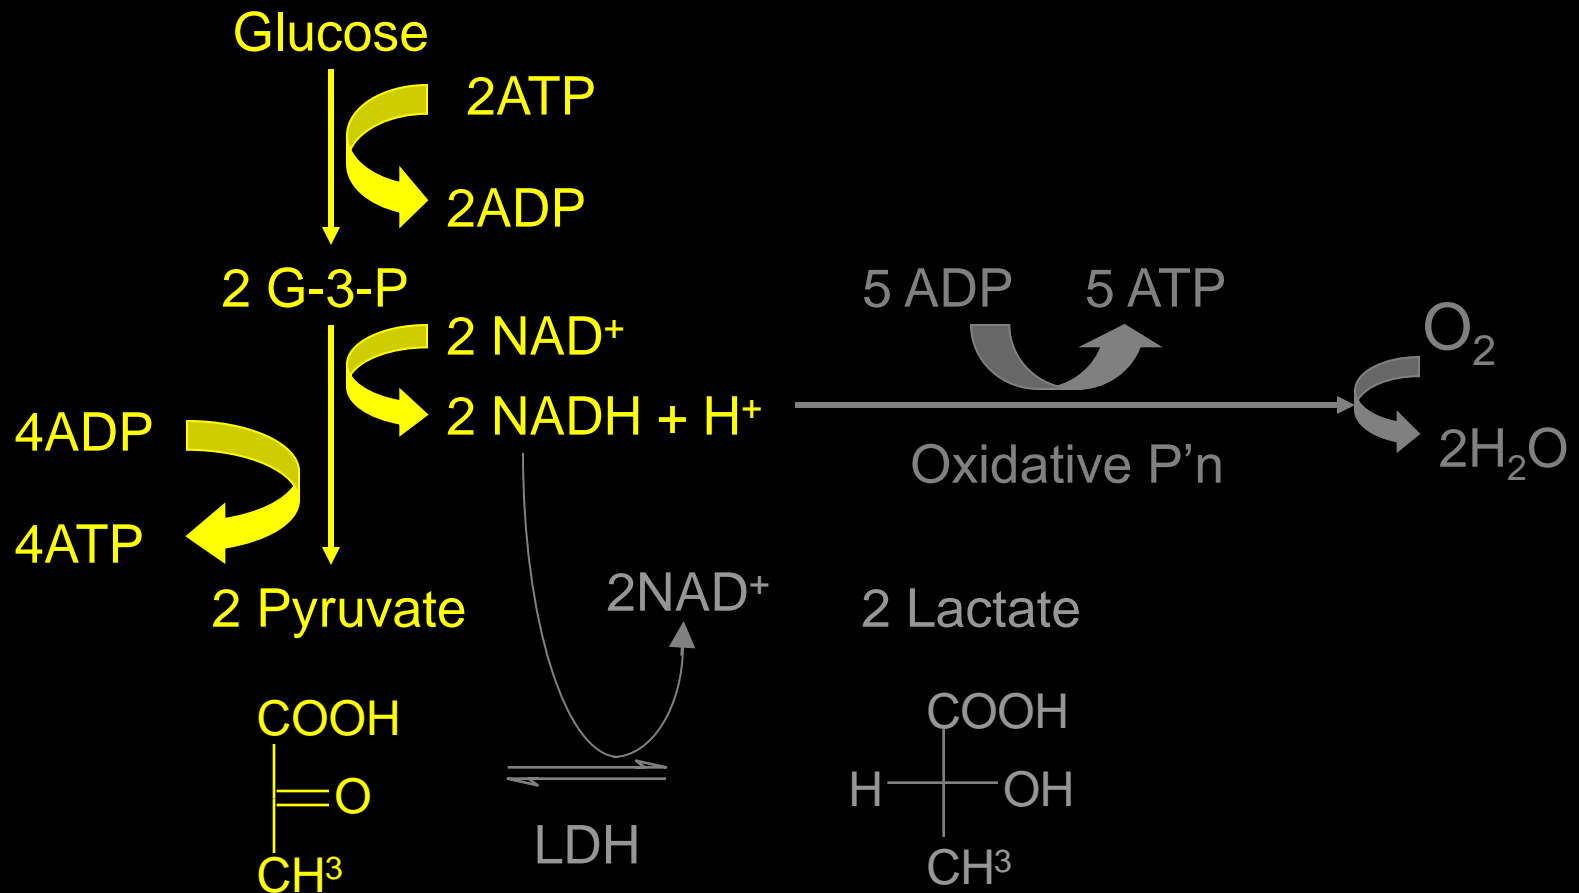 Glucose
2ATP
2ADP
2 G-3-P
2 NAD⁺
2 NADH + H⁺
4ADP
4ATP
2 Pyruvate
COOH
O
CH³
5 ADP
5 ATP
O₂
2H₂O
Oxidative P’n
2NAD⁺
2 Lactate
LDH
COOH
H
OH
CH³